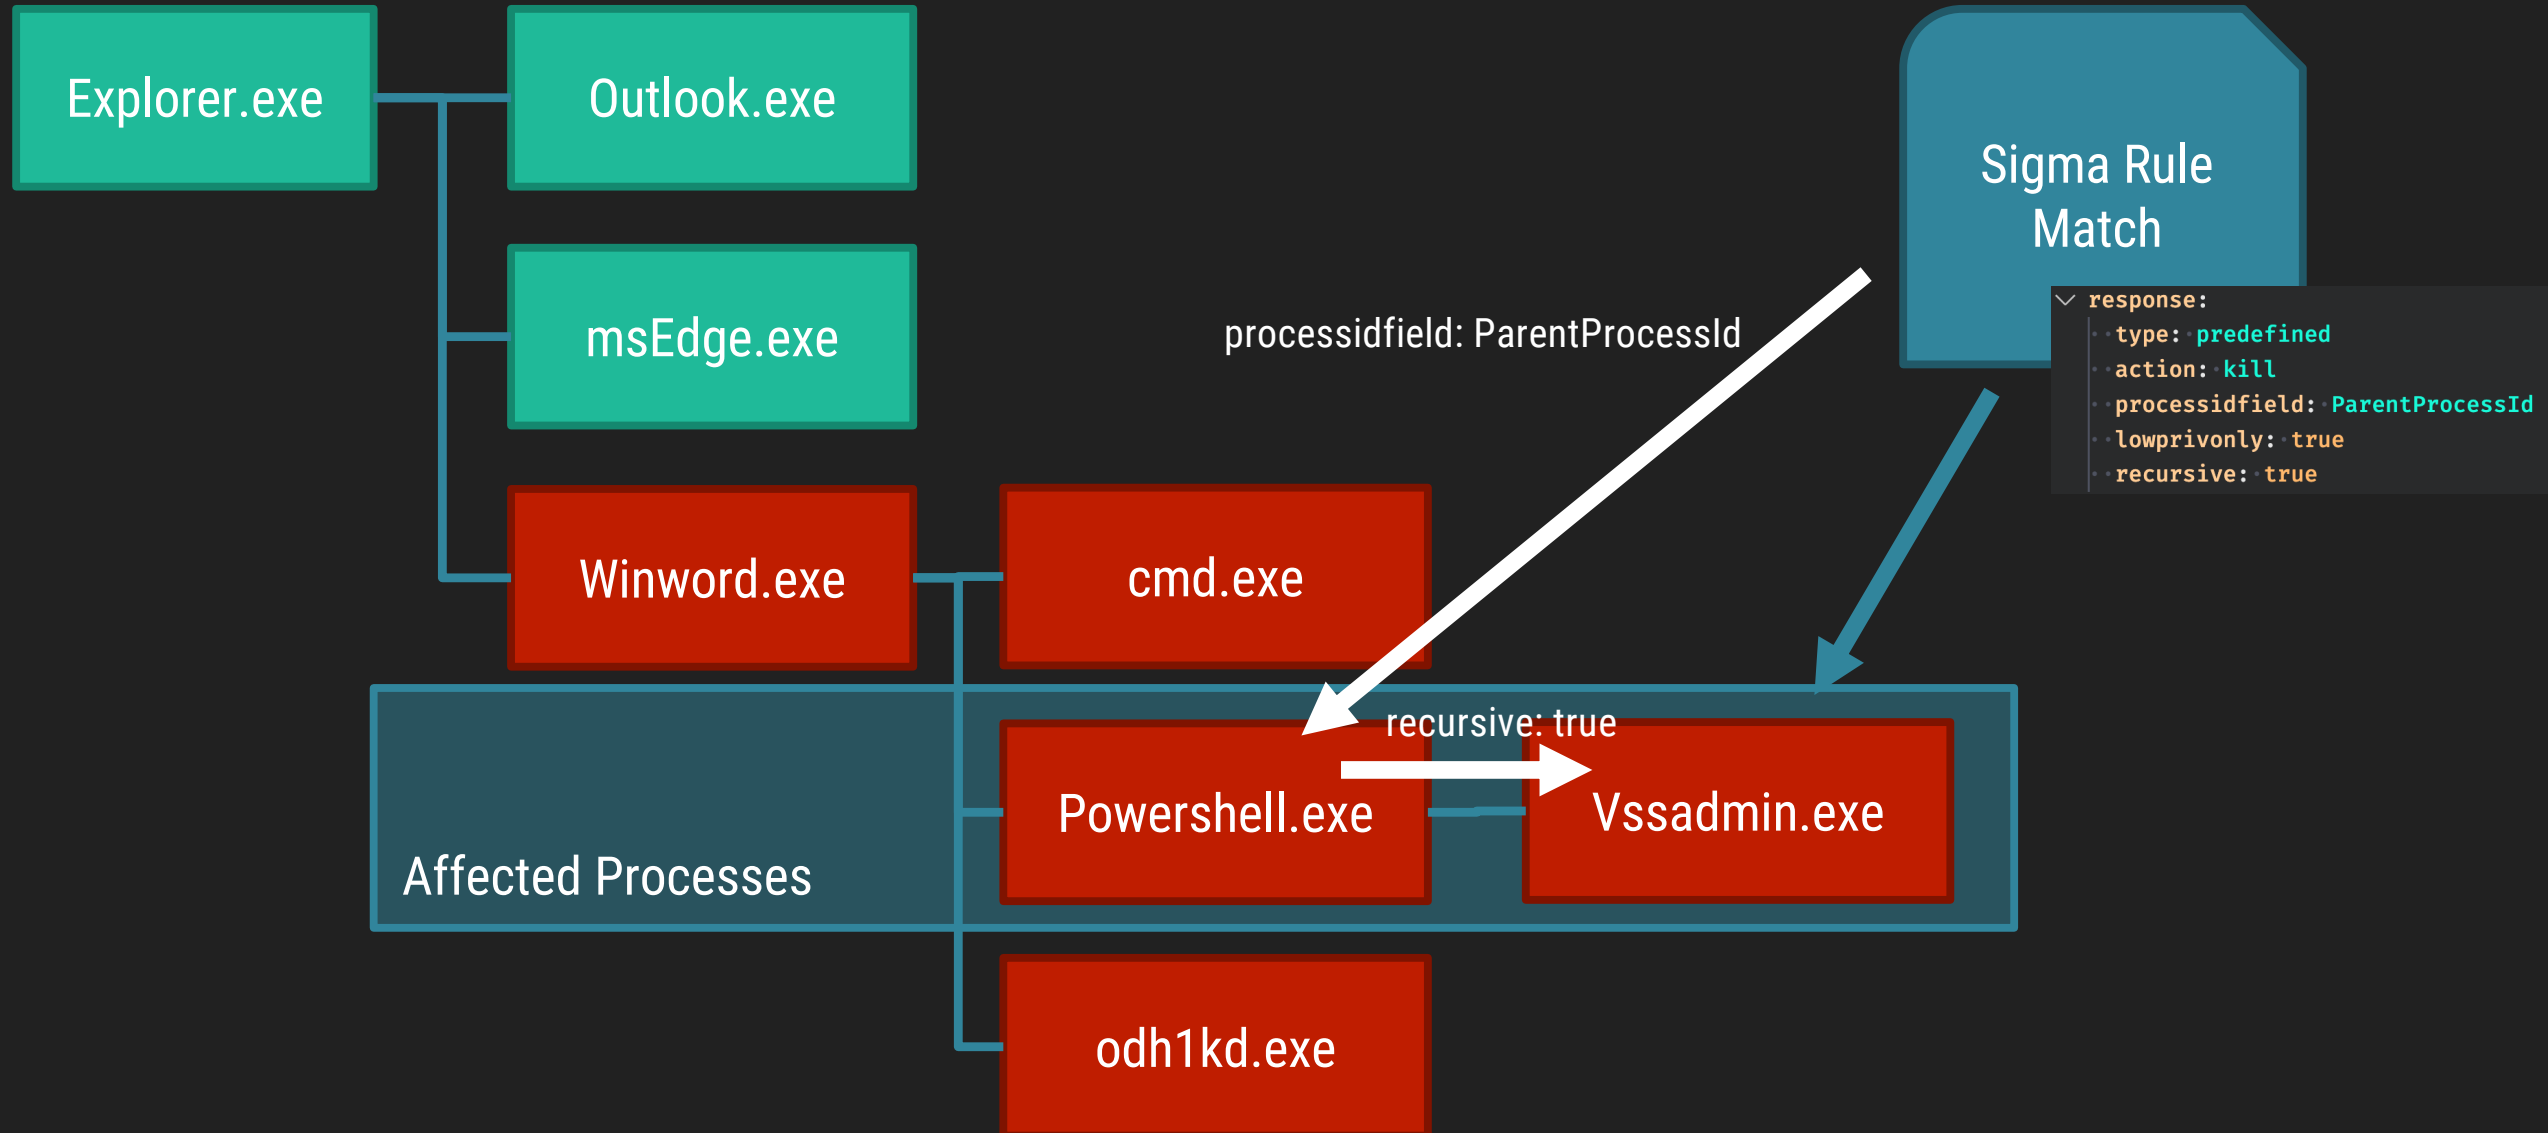 Explorer.exe
Outlook.exe
Sigma Rule
Match
msEdge.exe
processidfield: ParentProcessId
response:
type: predefined
action: kill
processidfield: ParentProcessId
lowprivonly: true
recursive: true
Winword.exe
cmd.exe
recursive: true
Powershell.exe
Vssadmin.exe
Affected Processes
odh1kd.exe